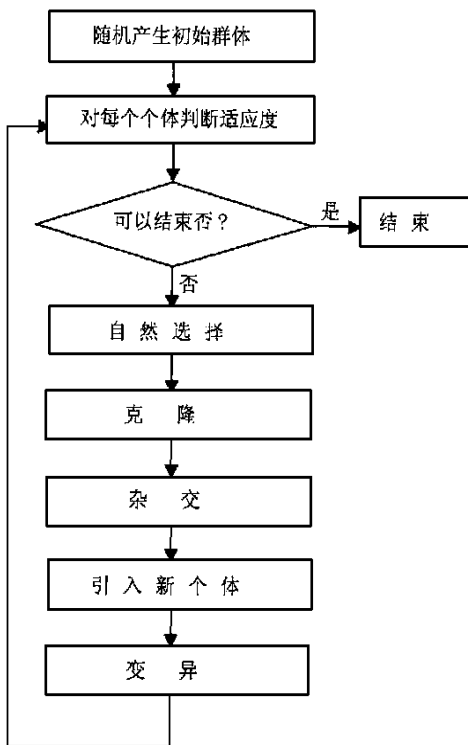 随机产生初始群体
对每个个体判断适应度
可以结束否？
是
结束
否
自然选择
克隆
杂交
引入新个体
变异